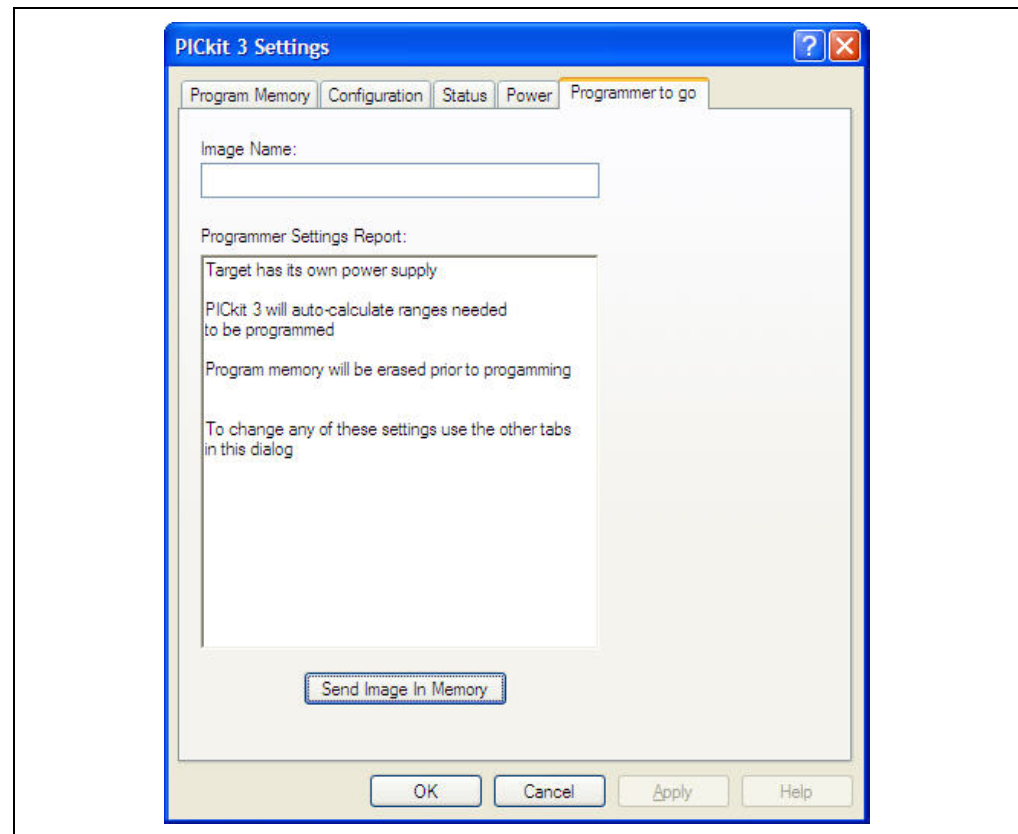 PICkit 3 Settings
Program Memory Configuration Status Power Programmer to go
Image Name:
Programmer Settings Report:
Target has its own power supply
PICkit 3 will auto-calculate ranges needed
to be programmed
Program memory will be erased prior to progamming
To change any of these settings use the other tabs
in this dialog
Send Image In Memory
OK Cancel Apply Help